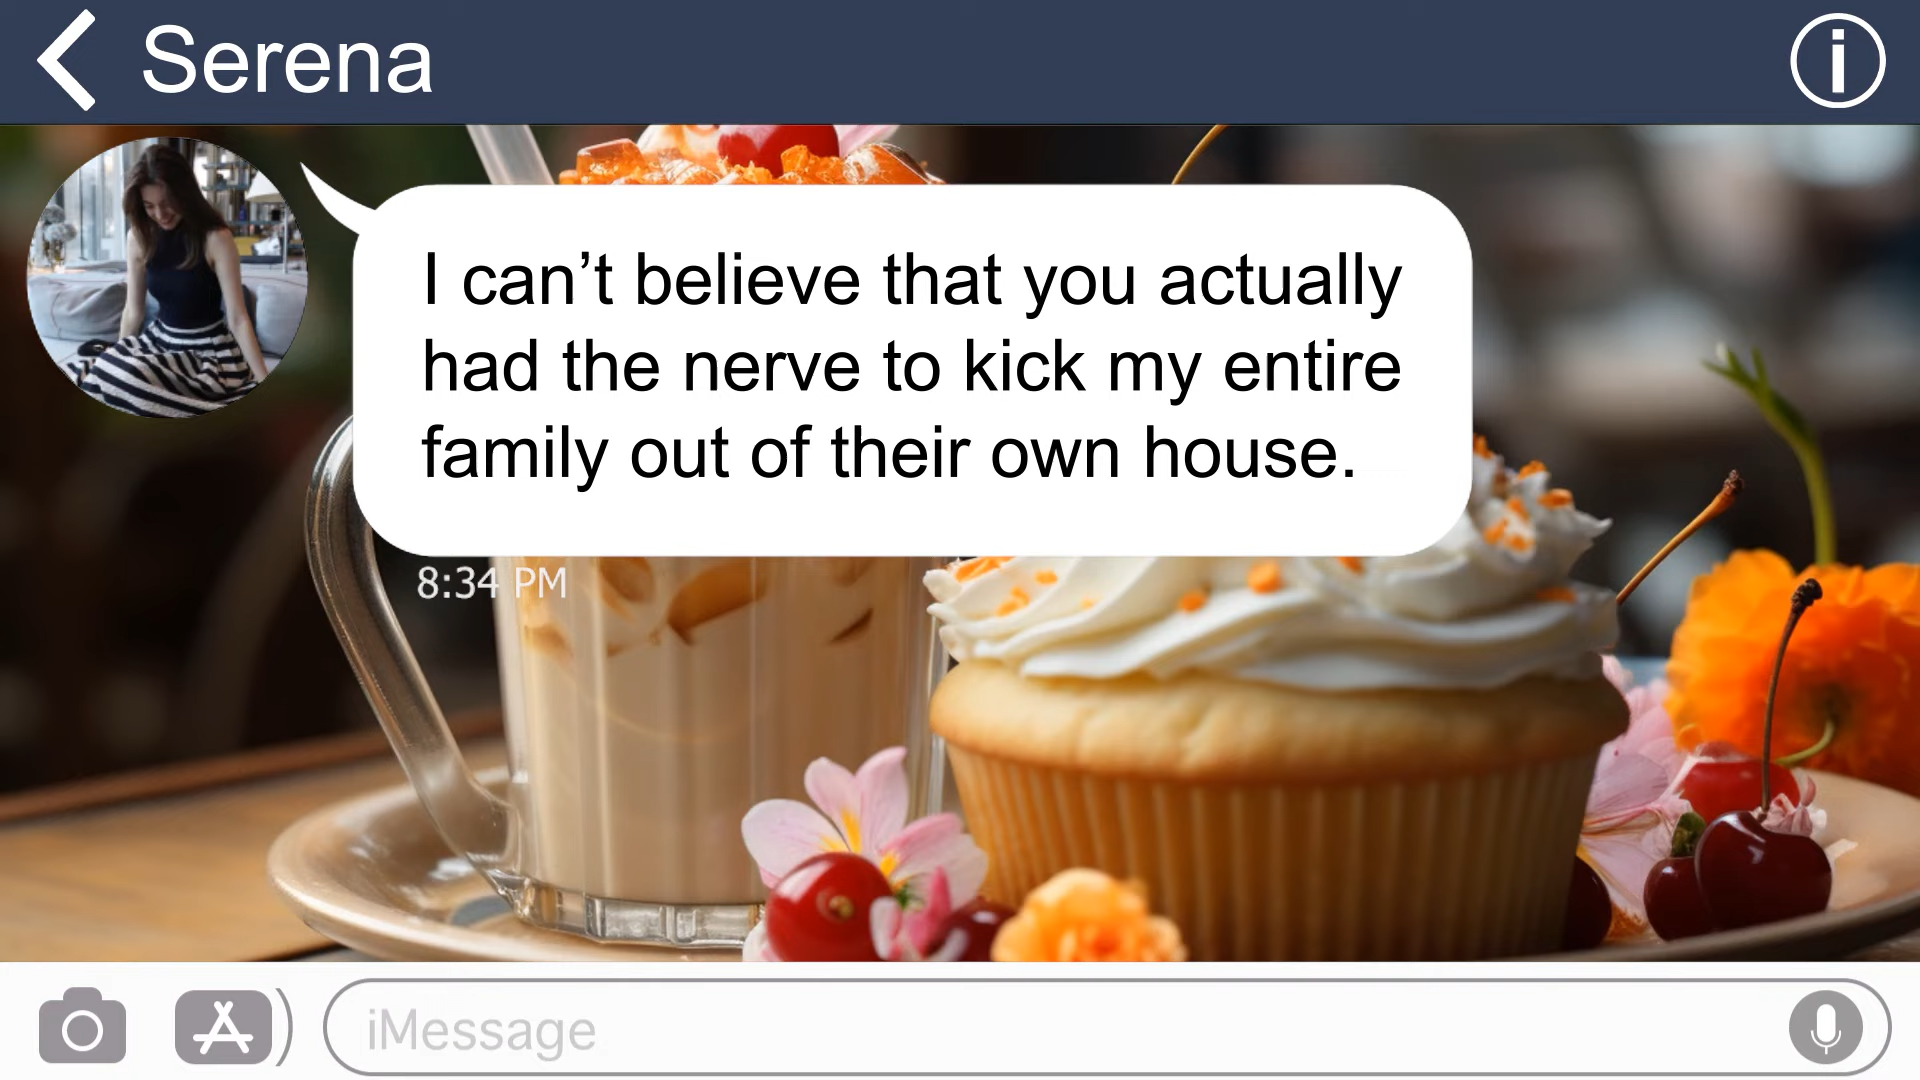 Serena
I can’t believe that you actually
had the nerve to kick my entire
family out of their own house.
8:34 PM
iMessage